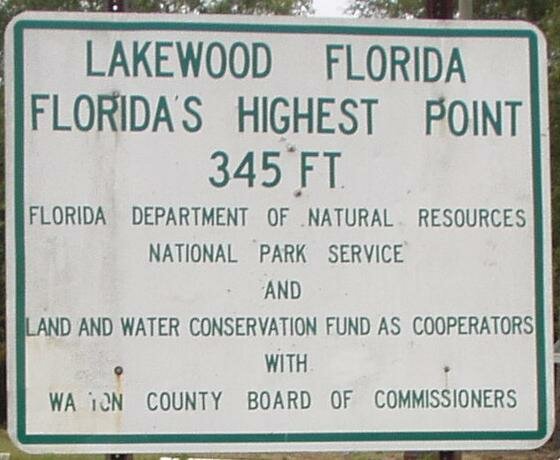 LAKEWOOD FLORIDA
FLORIDA'S HIGHEST POINT
345 FT.
FLORIDA DEPARTMENT OF NATURAL RESOURCES
NATIONAL PARK SERVICE
AND
LAND AND WATER CONSERVATION FUND AS COOPERATORS
WITH
COUNTY BOARD OF COMMISSIONERS